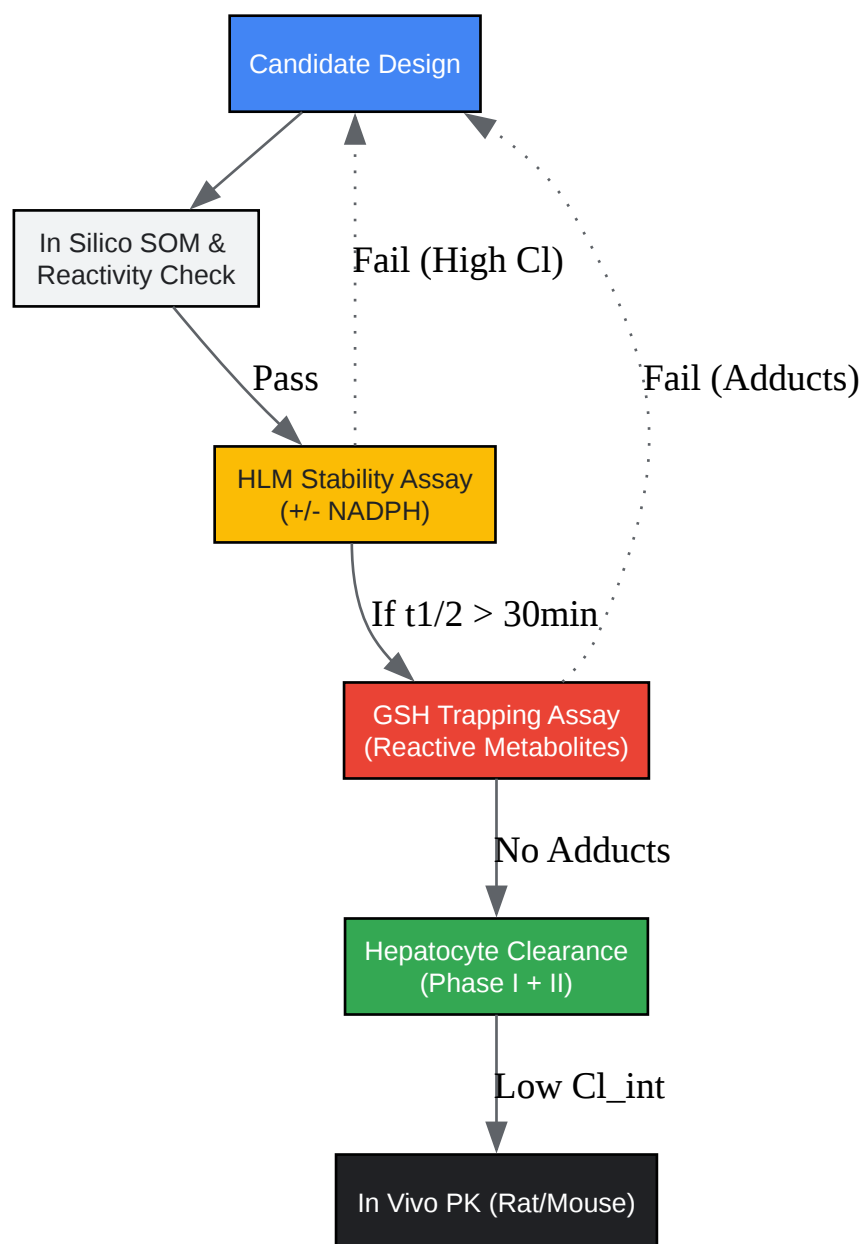 Candidate Design
In Silico SOM &
Reactivity Check
Fail (High Cl)
Pass
Fail (Adducts)
HLM Stability Assay
(+/- NADPH)
If t1/2 > 30min
GSH Trapping Assay
(Reactive Metabolites)
No Adducts
Hepatocyte Clearance
(Phase I + II)
Low Cl_int
In Vivo PK (Rat/Mouse)